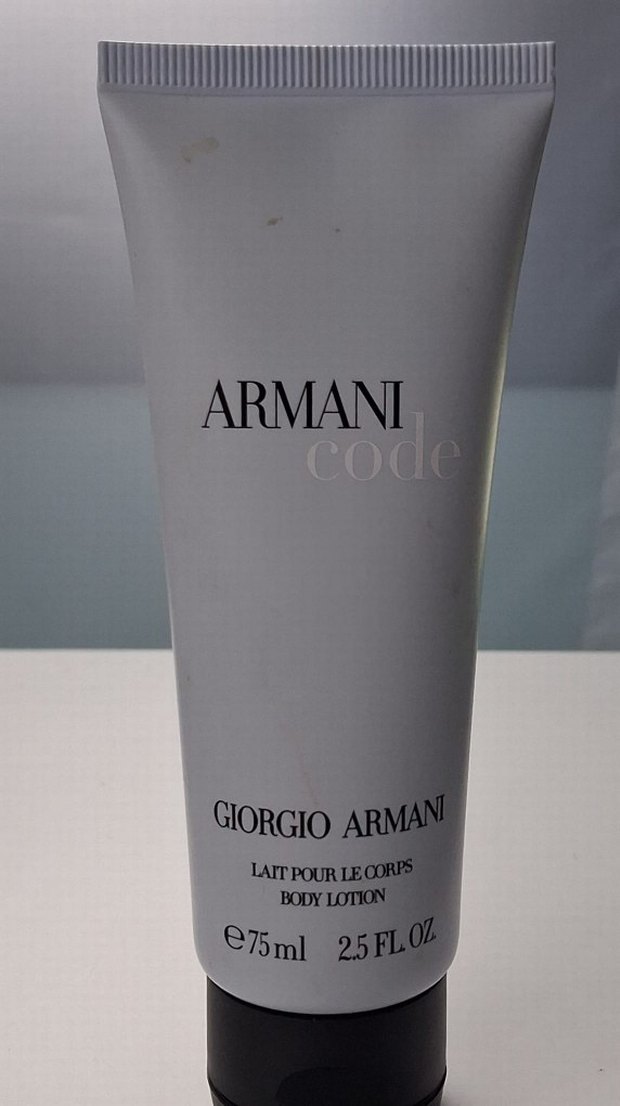 ARMANI
code
GIORGIO ARMANI
LAIT POUR LE CORPS
BODY LOTION
℮75ml 2.5 FL. OZ.